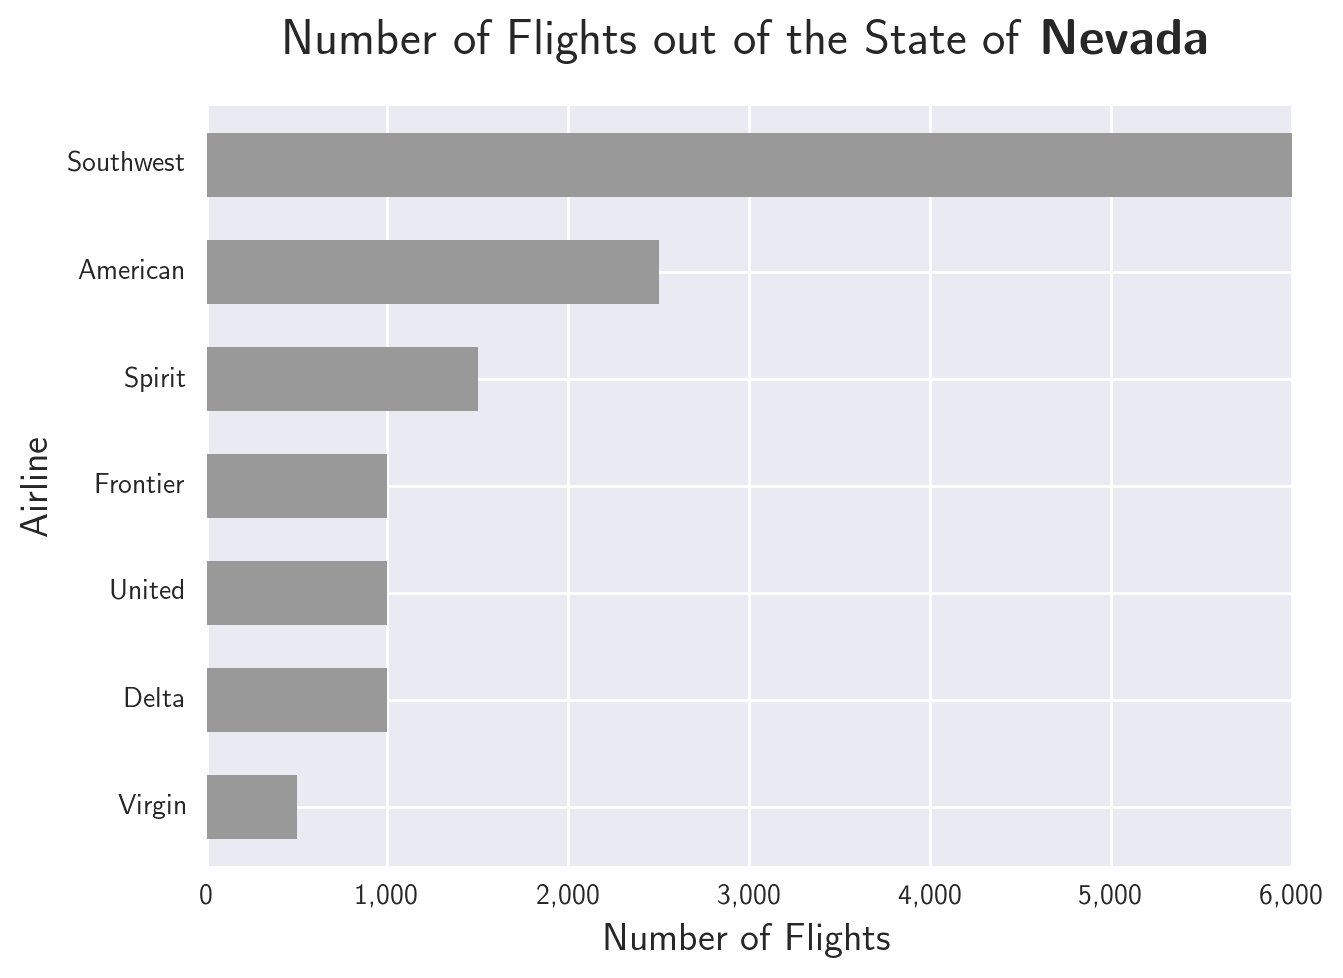 Number of Flights out of the State of Nevada
Southwest
American
Spirit
Frontier
United
Delta
Virgin
Airline
0 1,000 2,000 3,000 4,000 5,000 6,000
Number of Flights